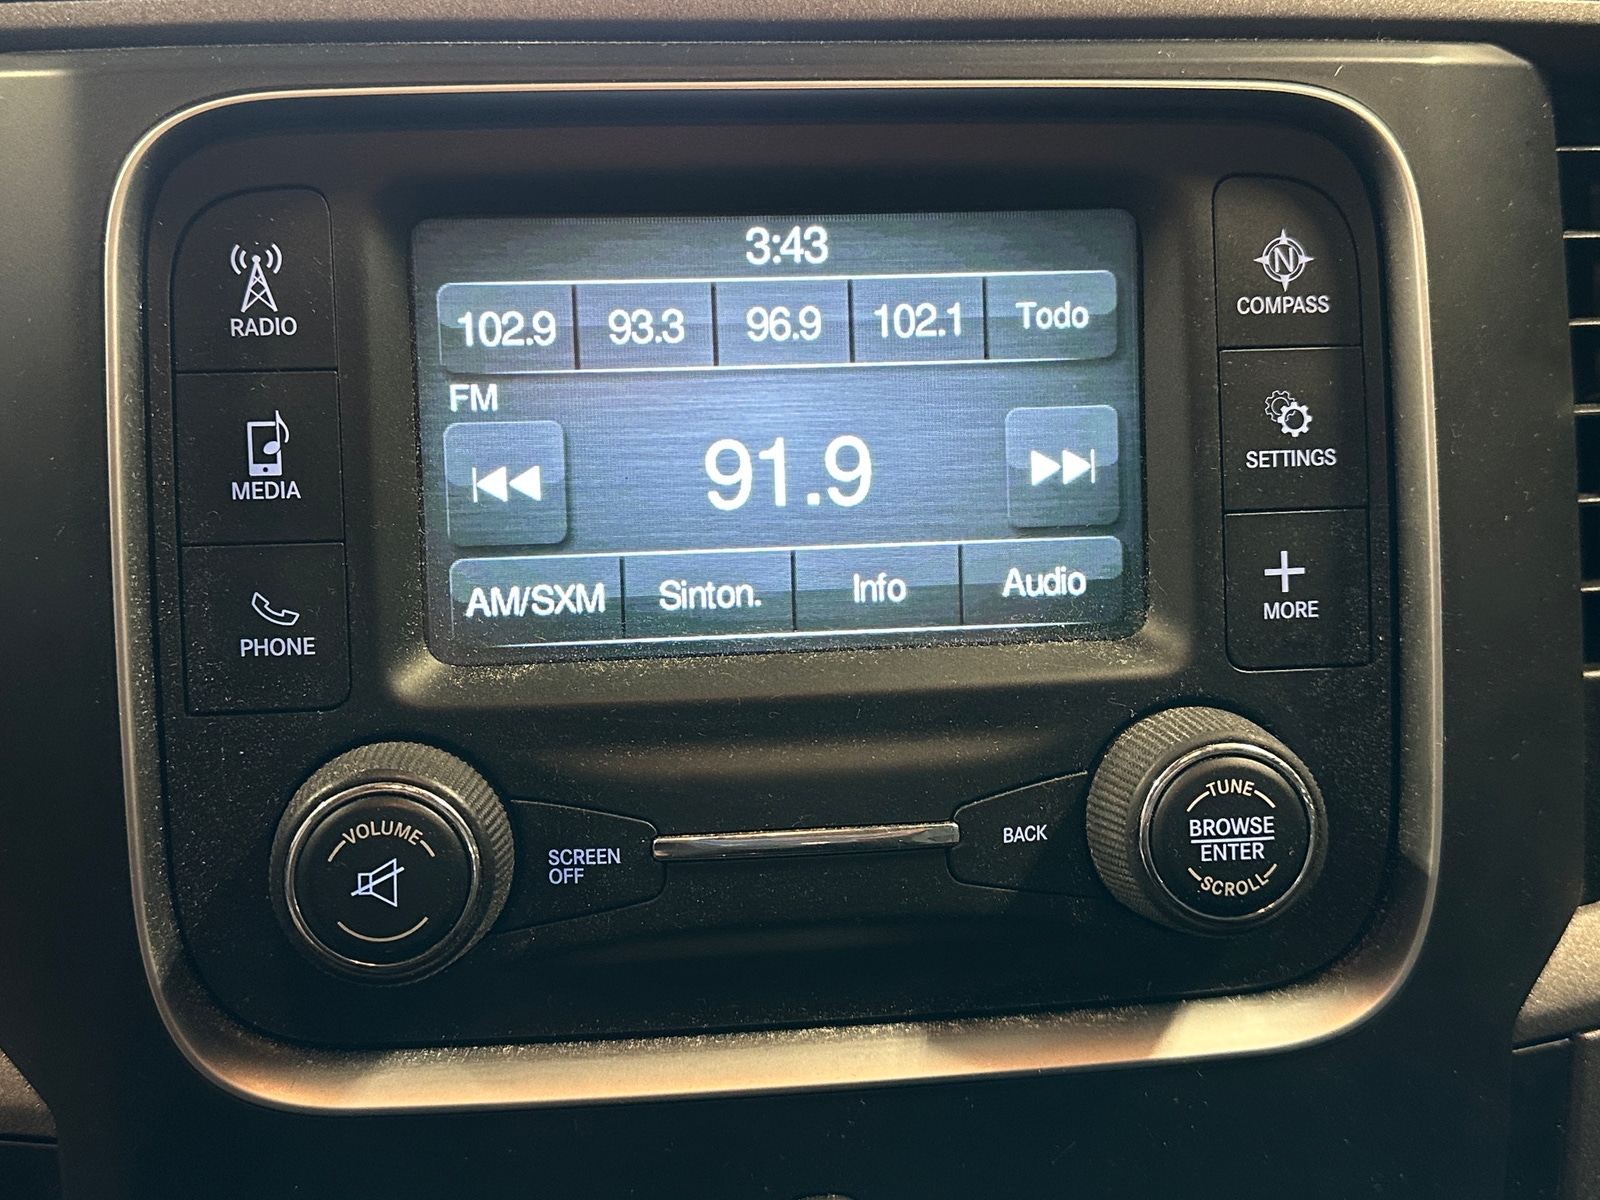 3:43
102.9 93.3 96.9 102.1 Todo
FM
91.9
AM/SXM Sinton. Info Audio
RADIO
MEDIA
PHONE
N
COMPASS
SETTINGS
MORE
VOLUME
SCREEN
OFF
BACK
TUNE
BROWSE
ENTER
SCROLL